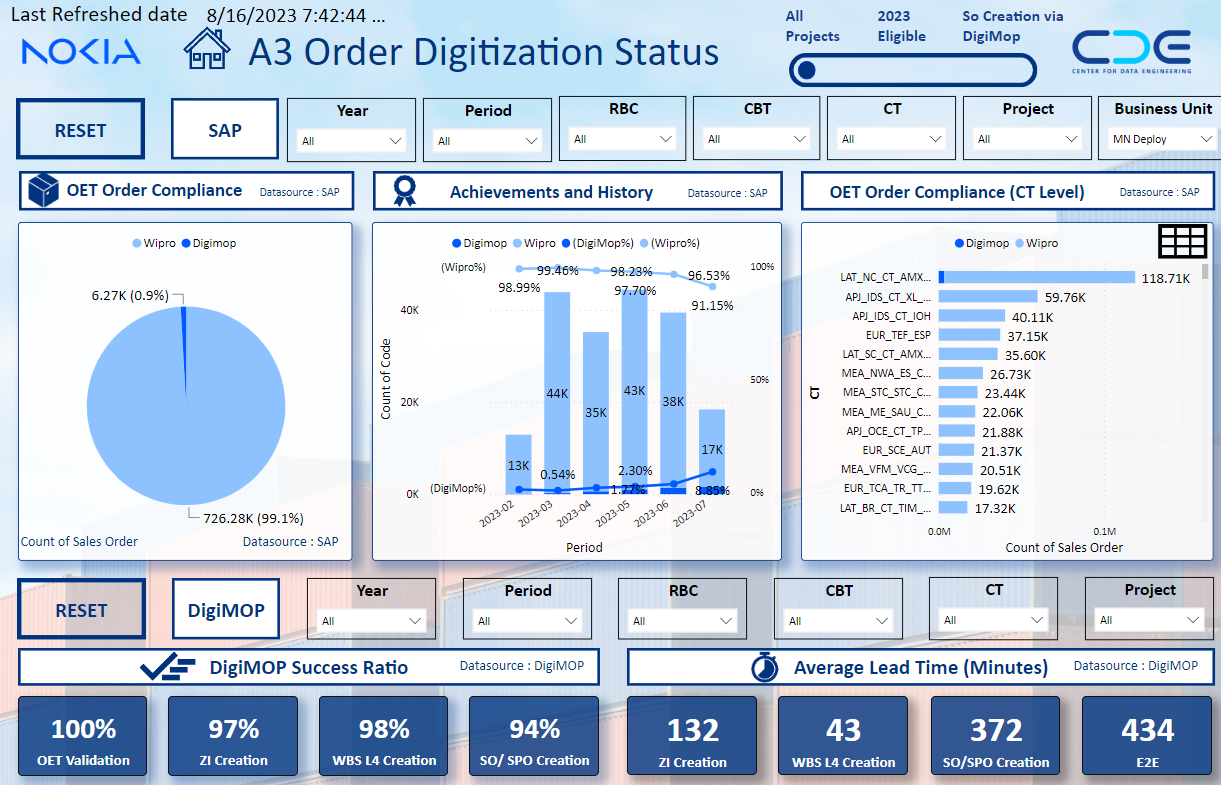 Last Refreshed date 8/16/2023 7:42:44 ...
NOKIA
A3 Order Digitization Status
All Projects
2023 Eligible
So Creation via DigiMop
CDE
CENTER FOR DATA ENGINEERING
RESET
SAP
Year
All
Period
All
RBC
All
CBT
All
CT
All
Project
All
Business Unit
MN Deploy
OET Order Compliance Datasource : SAP
Achievements and History Datasource : SAP
OET Order Compliance (CT Level) Datasource : SAP
Wipro Digimop
6.27K (0.9%)
726.28K (99.1%)
Count of Sales Order Datasource : SAP
Digimop Wipro (DigiMop%) (Wipro%)
(Wipro%)
99.46% 98.23% 96.53%
98.99% 97.70% 91.15%
100%
50%
0%
40K
20K
0K
Count of Code
13K 44K 35K 43K 38K 17K
0.54% 2.30%
(DigiMop%)
1.77% 8.85%
2023-02 2023-03 2023-04 2023-05 2023-06 2023-07
Period
Digimop Wipro
CT
LAT_NC_CT_AMX... 118.71K
APJ_IDS_CT_XL_... 59.76K
APJ_IDS_CT_IOH 40.11K
EUR_TEF_ESP 37.15K
LAT_SC_CT_AMX... 35.60K
MEA_NWA_ES_C... 26.73K
MEA_STC_STC_C... 23.44K
MEA_ME_SAU_C... 22.06K
APJ_OCE_CT_TP... 21.88K
EUR_SCE_AUT 21.37K
MEA_VFM_VCG_... 20.51K
EUR_TCA_TR_TT... 19.62K
LAT_BR_CT_TIM_... 17.32K
0.0M 0.1M
Count of Sales Order
RESET
DigiMOP
Year
All
Period
All
RBC
All
CBT
All
CT
All
Project
All
DigiMOP Success Ratio Datasource : DigiMOP
Average Lead Time (Minutes) Datasource : DigiMOP
100%
OET Validation
97%
ZI Creation
98%
WBS L4 Creation
94%
SO/ SPO Creation
132
ZI Creation
43
WBS L4 Creation
372
SO/SPO Creation
434
E2E